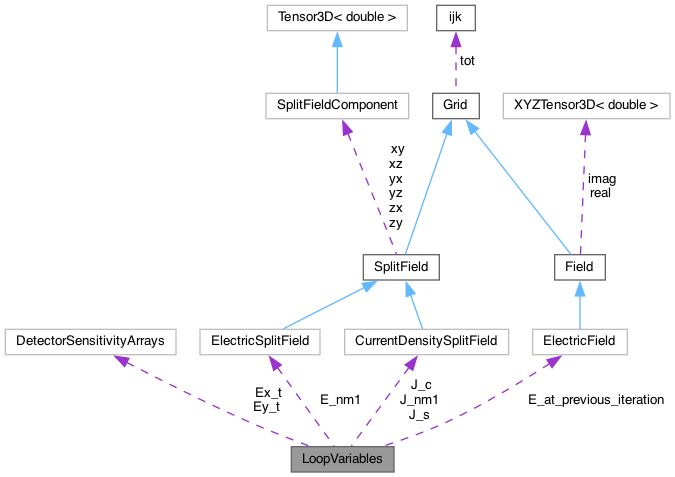 Tensor3D< double >
ijk
tot
SplitFieldComponent
Grid
XYZTensor3D< double >
xy
xz
yx
yz
zx
zy
imag
real
SplitField
Field
DetectorSensitivityArrays
ElectricSplitField
CurrentDensitySplitField
ElectricField
Ex_t
Ey_t
E_nm1
J_c
J_nm1
J_s
E_at_previous_iteration
LoopVariables